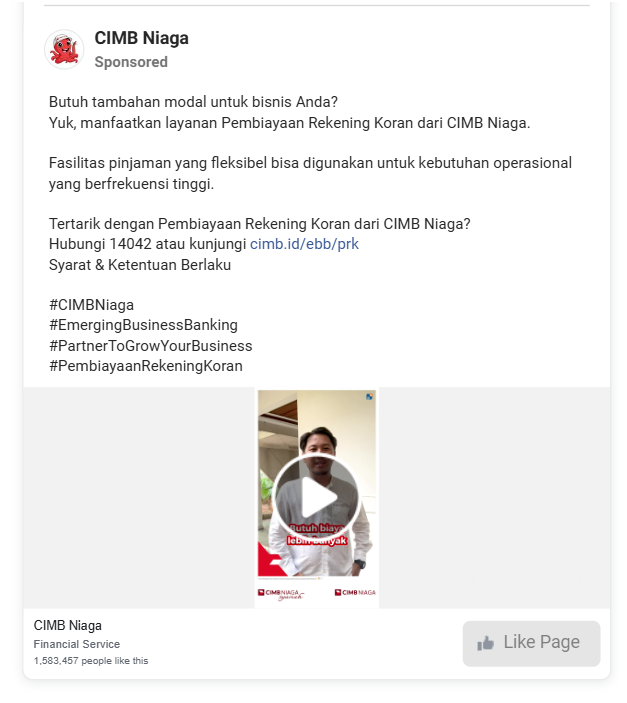 CIMB Niaga
Sponsored
Butuh tambahan modal untuk bisnis Anda?
Yuk, manfaatkan layanan Pembiayaan Rekening Koran dari CIMB Niaga.
Fasilitas pinjaman yang fleksibel bisa digunakan untuk kebutuhan operasional
yang berfrekuensi tinggi.
Tertarik dengan Pembiayaan Rekening Koran dari CIMB Niaga?
Hubungi 14042 atau kunjungi cimb.id/ebb/prk
Syarat & Ketentuan Berlaku
#CIMBNiaga
#EmergingBusinessBanking
#PartnerToGrowYourBusiness
#PembiayaanRekeningKoran
Butuh biaya
lebih banyak
CIMB NIAGA syariah
CIMB NIAGA
CIMB Niaga
Financial Service
1,583,457 people like this
Like Page